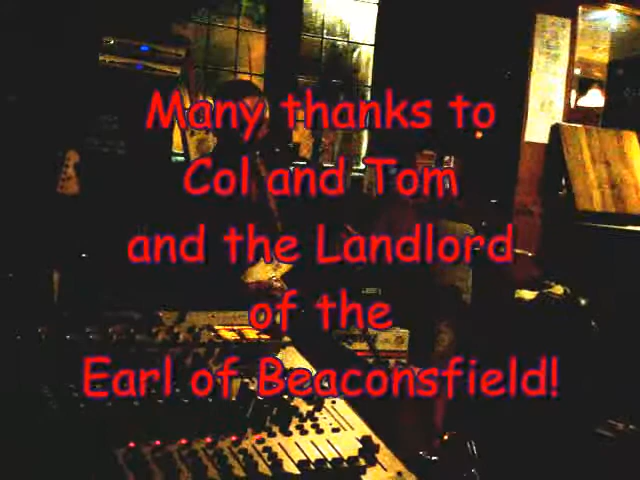 Many thanks to
Col and Tom
and the Landlord
of the
Earl of Beaconsfield!